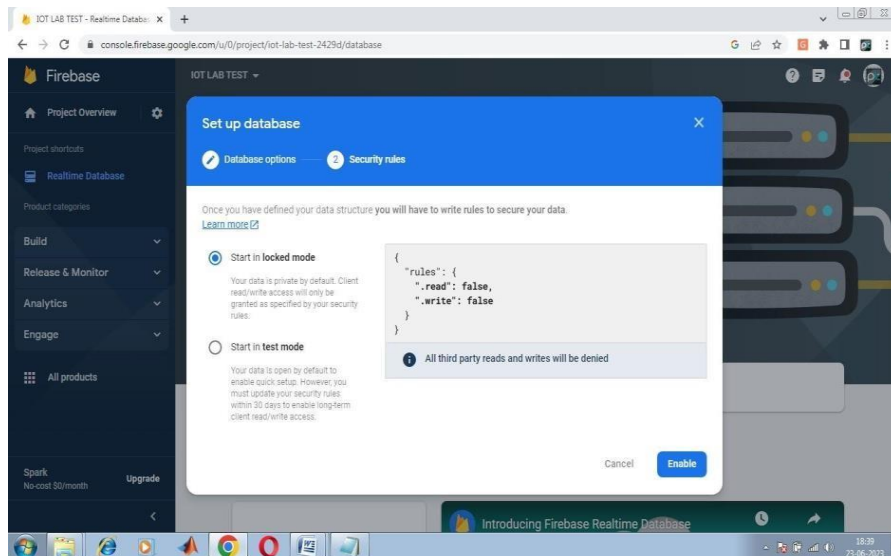 IOT LAB TEST - Realtime Databa
console.firebase.google.com/u/0/project/iot-lab-test-2429d/database
Firebase
IOT LAB TEST
Project Overview
Project shortcuts
Realtime Database
Product categories
Build
Release & Monitor
Analytics
Engage
All products
Spark
No-cost $0/month
Upgrade
Set up database
Database options
2 Security rules
Once you have defined your data structure you will have to write rules to secure your data.
Learn more
Start in locked mode
Your data is private by default. Client
read/write access will only be
granted as specified by your security
rules.
Start in test mode
Your data is open by default to
enable quick setup. However, you
must update your security rules
within 30 days to enable long-term
client read/write access.
{
"rules": {
".read": false,
".write": false
}
}
All third party reads and writes will be denied
Cancel
Enable
Introducing Firebase Realtime Database
18:39
23-06-2023